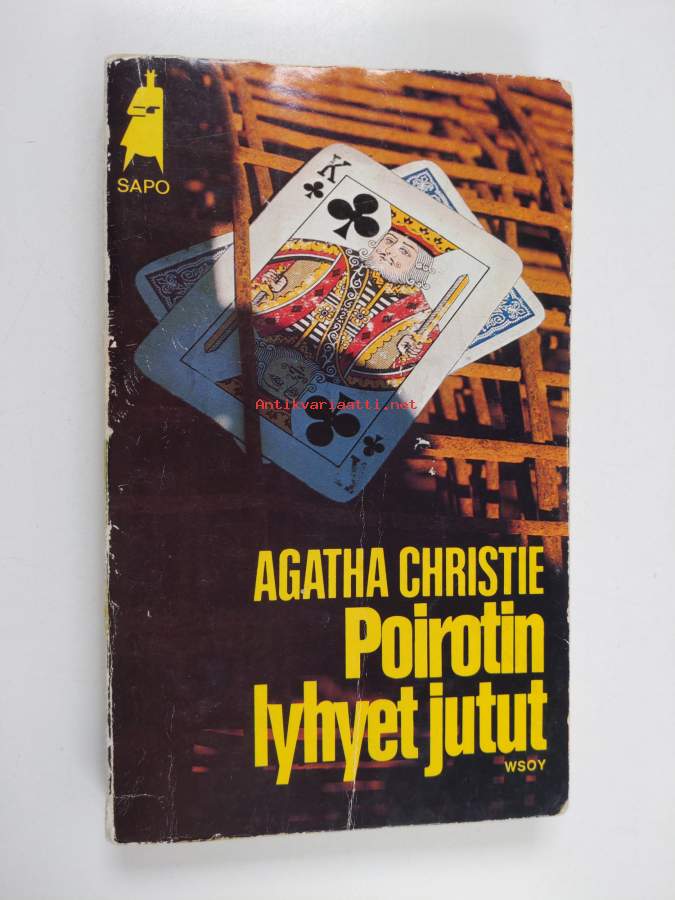 SAPO
K
Antikvariaatti.net
K
AGATHA CHRISTIE
Poirotin
lyhyet jutut
WSOY